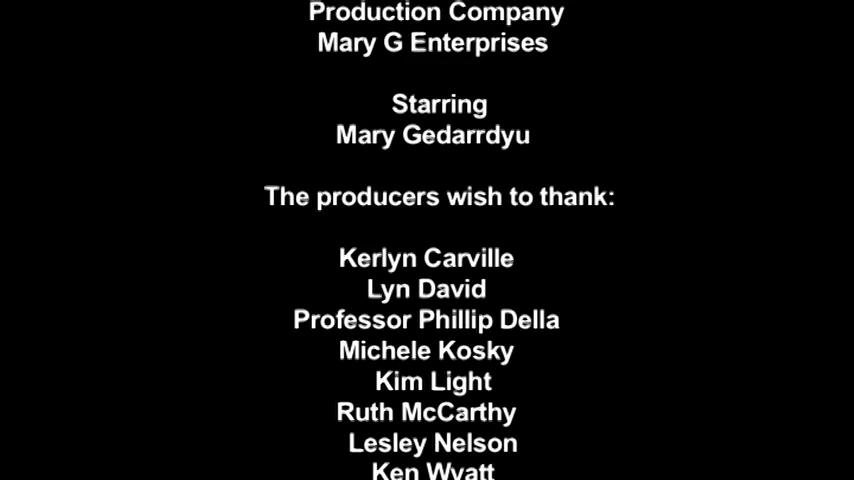 Production Company
Mary G Enterprises
Starring
Mary Gedarrdyu
The producers wish to thank:
Kerlyn Carville
Lyn David
Professor Phillip Della
Michele Kosky
Kim Light
Ruth McCarthy
Lesley Nelson
Ken Wyatt